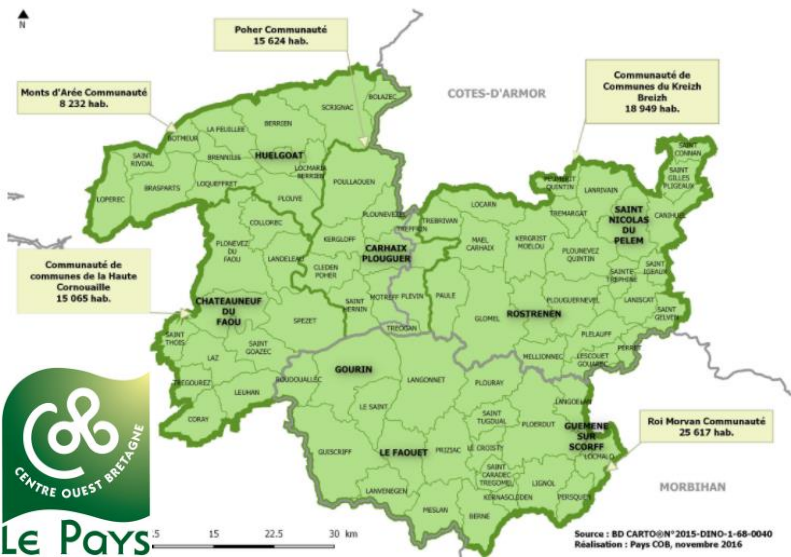 N
Poher Communauté
15 624 hab.
Monts d'Arée Communauté
8 232 hab.
COTES-D'ARMOR
Communauté de
Communes du Kreizh
Breizh
18 949 hab.
BOLAZEC
SCRIGNAC
BERRIEN
LA FEUILLEE
BOTMEUR
SAINT
RIVOAL
BRENNILIS
HUELGOAT
LOCMARIA
BERRIEN
LOPEREC
BRASPARTS
LOQUEFFRET
PLOUYE
POULLAOUEN
PLOUNEVEZEL
TREFFRIN
TREBRIVAN
LOCARN
PEUMERIT
QUINTIN
LANRIVAIN
TREMARGAT
SAINT
CONNAN
SAINT
GILLES
PLIGEAUX
SAINT
NICOLAS
DU
PELEM
CANIHUEL
COLLOREC
PLONEVEZ
DU
FAOU
LANDELEAU
KERGLOFF
CARHAIX
PLOUGUER
CLEDEN
POHER
MAEL
CARHAIX
KERGRIST
MOELOU
PLOUNEVEZ
QUINTIN
SAINTE
TREPHINE
SAINT
IGEAUX
Communauté de
communes de la Haute
Cornouaille
15 065 hab.
CHATEAUNEUF
DU
FAOU
SAINT
HERNIN
MOTREFF
PLEVIN
PAULE
GLOMEL
ROSTRENEN
PLOUGUERNEVEL
LANISCAT
SAINT
GELVEN
SAINT
THOIS
LAZ
SAINT
GOAZEC
SPEZET
TREOGAN
MELLIONNEC
PLELAUFF
LESCOUET
GOUAREC
PERRET
TREGOUREZ
LEUHAN
CORAY
ROUDOUALLEC
GOURIN
LANGONNET
PLOURAY
LANGOELAN
LE SAINT
SAINT
TUGDUAL
PLOERDUT
GUEMENE
SUR
SCORFF
Roi Morvan Communauté
25 617 hab.
GUISCRIFF
LE FAOUET
PRIZIAC
LE CROISTY
LOCMALO
SAINT
CARADEC
TREGOMEL
LIGNOL
MORBIHAN
LANVENEGEN
KERNASCLEDEN
PERSQUEN
MESLAN
BERNE
COB
CENTRE OUEST BRETAGNE
Le Pays
15 22.5 30 km
Source : BD CARTO®N°2015-DINO-1-68-0040
Réalisation : Pays COB, novembre 2016